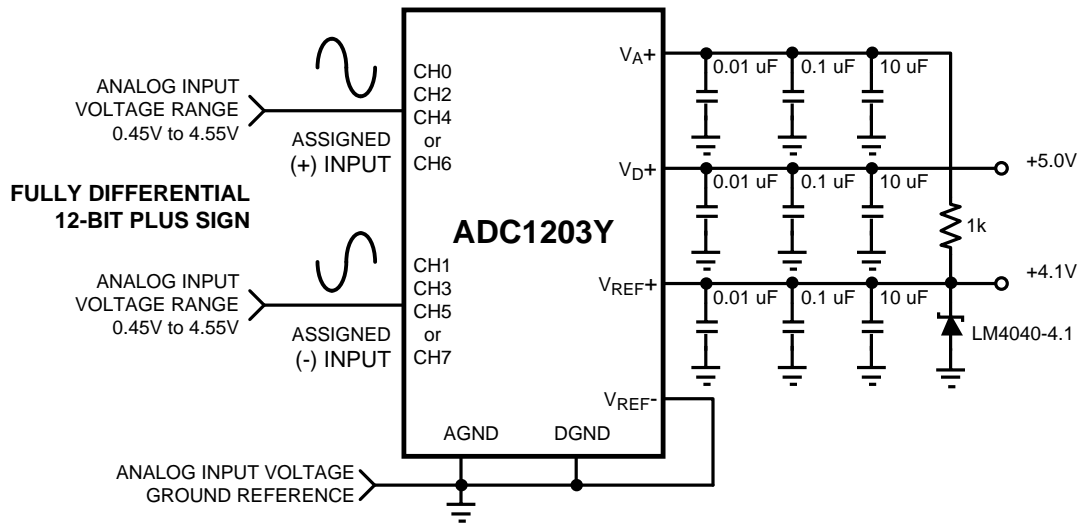 ANALOG INPUT
VOLTAGE RANGE
0.45V to 4.55V
ASSIGNED
(+) INPUT
CH0
CH2
CH4
or
CH6
FULLY DIFFERENTIAL
12-BIT PLUS SIGN
ANALOG INPUT
VOLTAGE RANGE
0.45V to 4.55V
ASSIGNED
(-) INPUT
CH1
CH3
CH5
or
CH7
ADC1203Y
AGND
DGND
ANALOG INPUT VOLTAGE
GROUND REFERENCE
VA+
0.01 uF
0.1 uF
10 uF
VD+
0.01 uF
0.1 uF
10 uF
+5.0V
1k
VREF+
0.01 uF
0.1 uF
10 uF
+4.1V
LM4040-4.1
VREF-